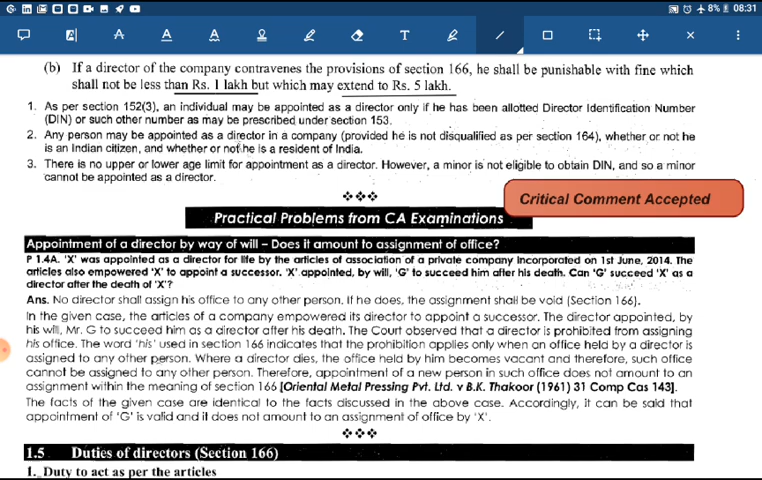 8% 08:31
(b) If a director of the company contravenes the provisions of section 166, he shall be punishable with fine which
shall not be less than Rs. 1 lakh but which may extend to Rs. 5 lakh.
1. As per section 152(3), an individual may be appointed as a director only if he has been allotted Director Identification Number
(DIN) or such other number as may be prescribed under section 153.
2. Any person may be appointed as a director in a company (provided he is not disqualified as per section 164), whether or not he
is an Indian citizen, and whether or not he is a resident of India.
3. There is no upper or lower age limit for appointment as a director. However, a minor is not eligible to obtain DIN, and so a minor
cannot be appointed as a director.
Critical Comment Accepted
Practical Problems from CA Examinations
Appointment of a director by way of will – Does it amount to assignment of office?
P 1.4A. 'X' was appointed as a director for life by the articles of association of a private company incorporated on 1st June, 2014. The
articles also empowered 'X' to appoint a successor. 'X' appointed, by will, 'G' to succeed him after his death. Can 'G' succeed 'X' as a
director after the death of 'X'?
Ans. No director shall assign his office to any other person. If he does, the assignment shall be void (Section 166).
In the given case, the articles of a company empowered its director to appoint a successor. The director appointed, by
his will, Mr. G to succeed him as a director after his death. The Court observed that a director is prohibited from assigning
his office. The word 'his' used in section 166 indicates that the prohibition applies only when an office held by a director is
assigned to any other person. Where a director dies, the office held by him becomes vacant and therefore, such office
cannot be assigned to any other person. Therefore, appointment of a new person in such office does not amount to an
assignment within the meaning of section 166 [Oriental Metal Pressing Pvt. Ltd. v B.K. Thakoor (1961) 31 Comp Cas 143].
The facts of the given case are identical to the facts discussed in the above case. Accordingly, it can be said that
appointment of 'G' is valid and it does not amount to an assignment of office by 'X'.
1.5 Duties of directors (Section 166)
1. Duty to act as per the articles